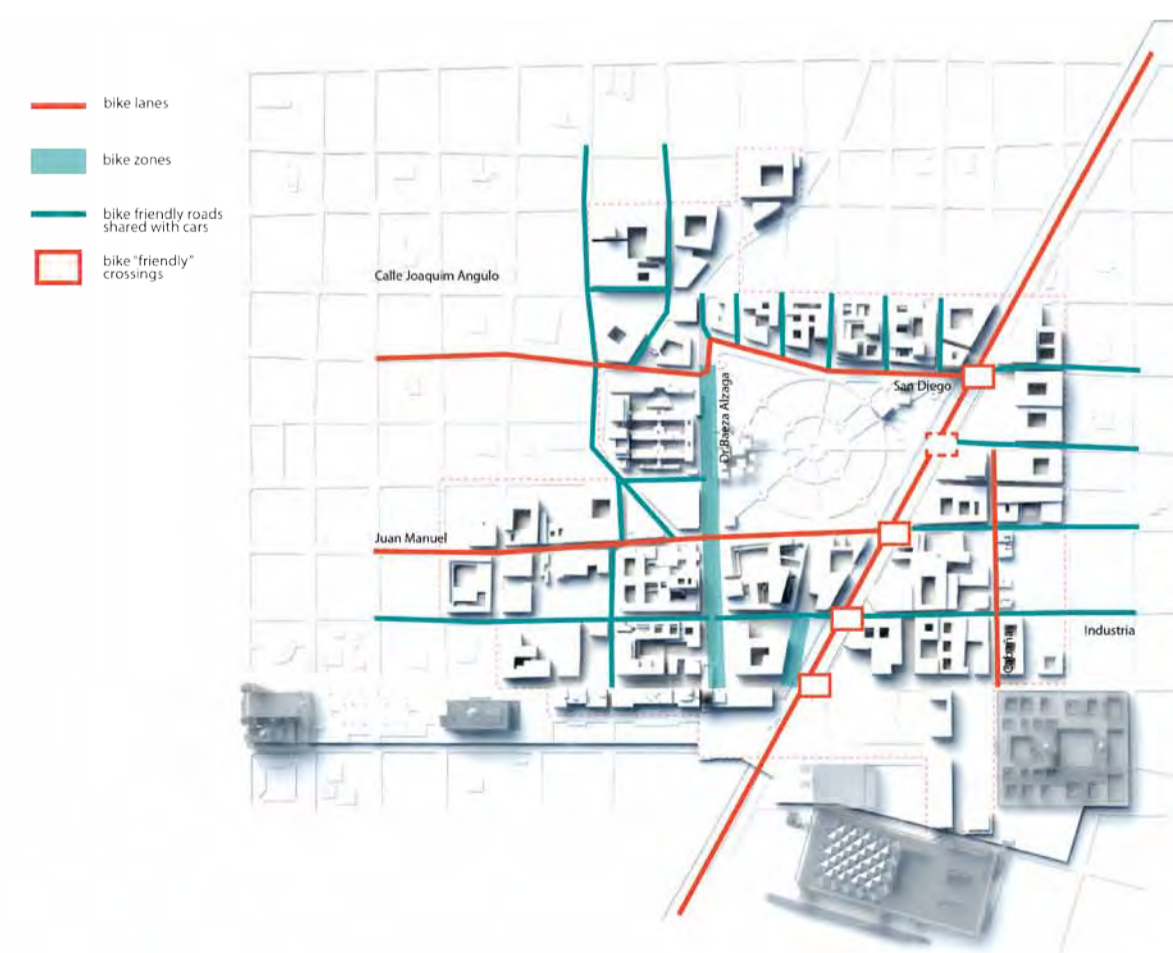 bike lanes
bike zones
bike friendly roads
shared with cars
bike "friendly"
crossings
Calle Joaquim Angulo
San Diego
Dr.Baeza Alzaga
Juan Manuel
Industria